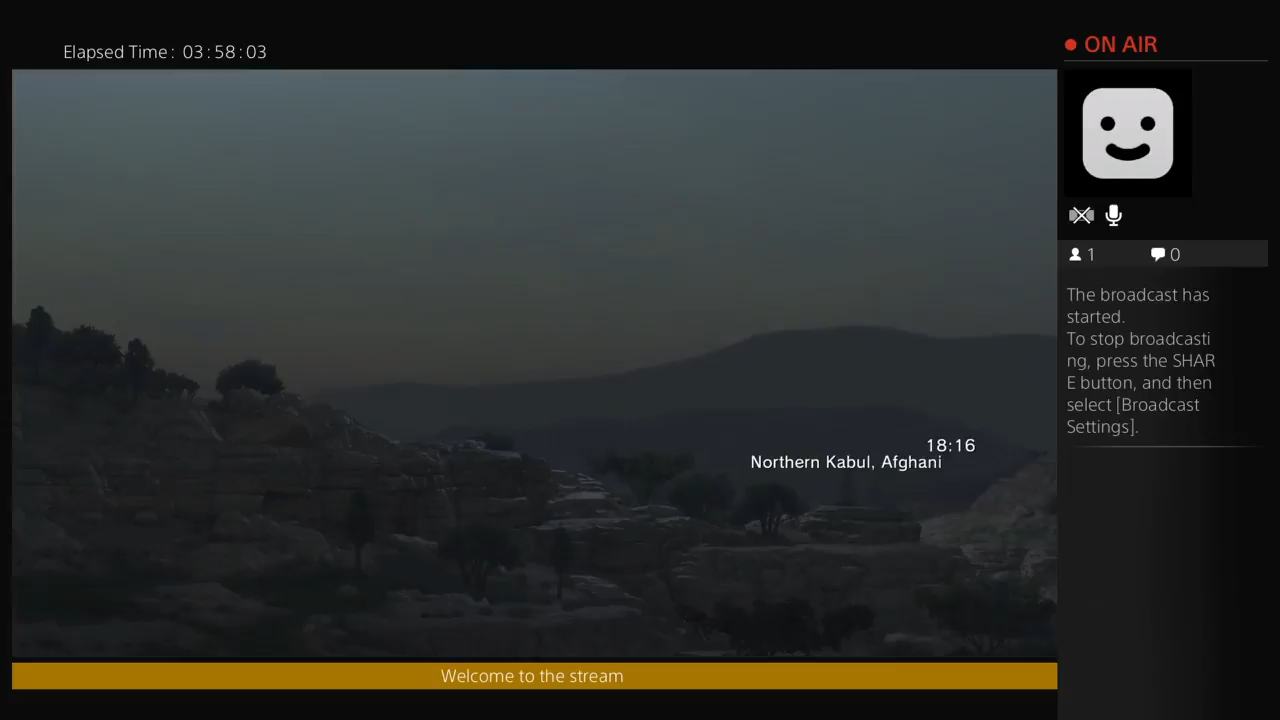 Elapsed Time: 03:58:03
ON AIR
1
0
The broadcast has
started.
To stop broadcasti
ng, press the SHAR
E button, and then
select [Broadcast
Settings].
18:16
Northern Kabul, Afghani
Welcome to the stream